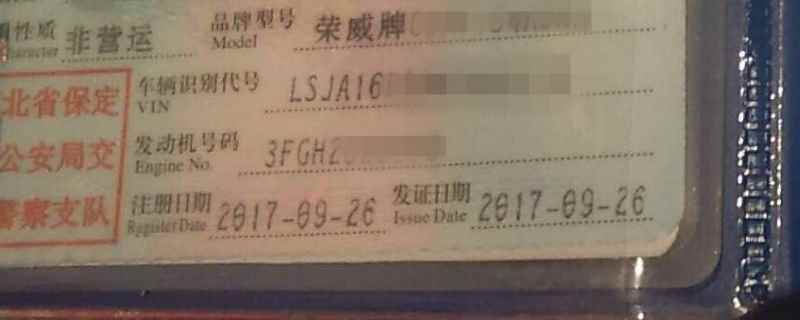 性质 非营运 品牌型号 荣威牌
aracter Model
车辆识别代号 LSJA16
VIN
发动机号码 3FGH2
Engine No.
注册日期 2017-09-26 发证日期 2017-09-26
Register Date Issue Date
北省保定
公安局交
警察支队